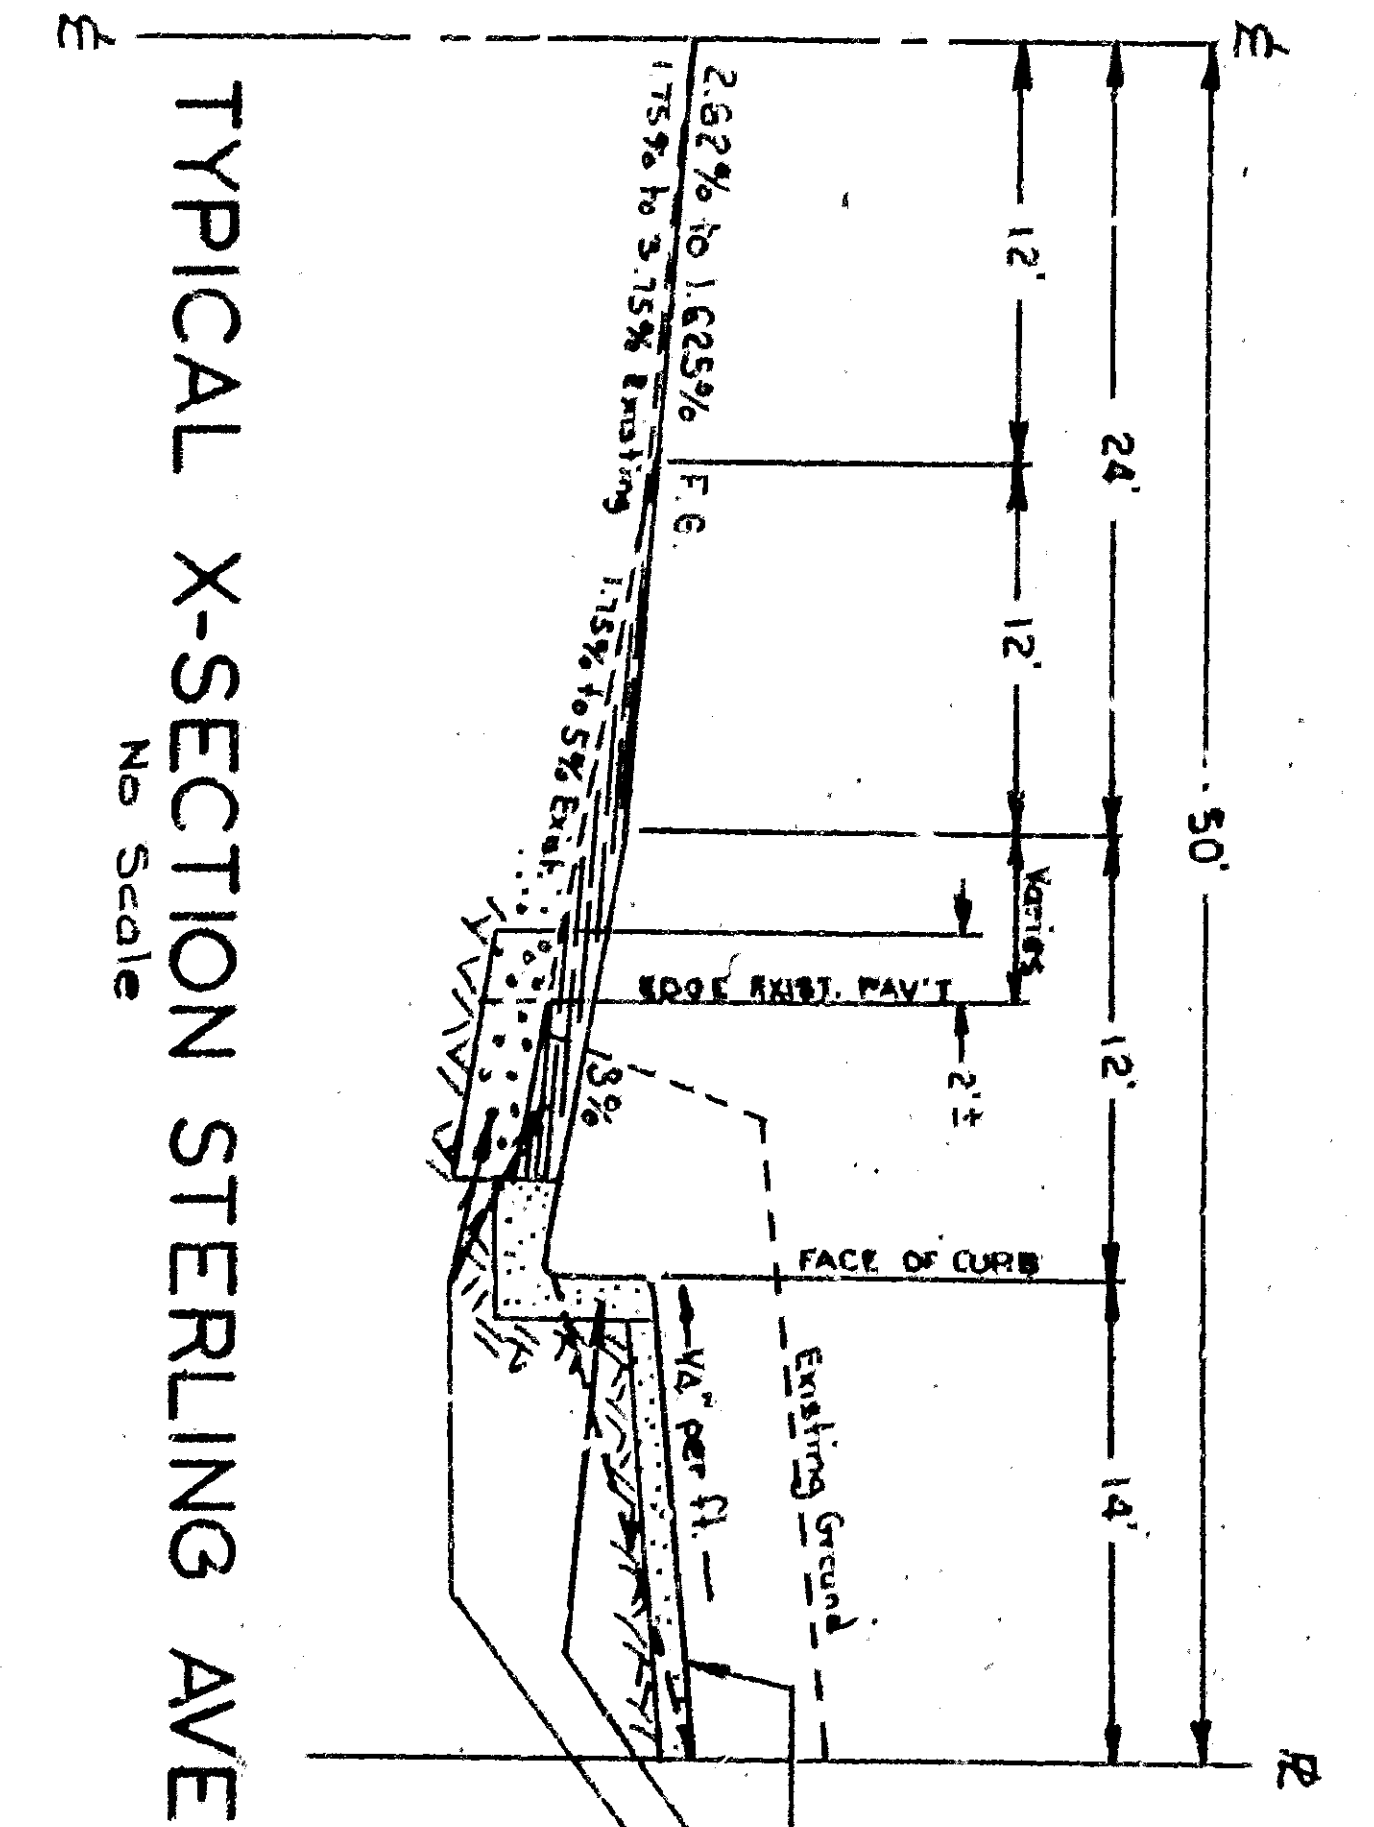 ℄
℄
50'
℞
24'
12'
14'
12'
12'
Varies
2'±
2.62% to 1.625%
F.G.
EDGE EXIST. PAV'T
FACE OF CURB
Existing Ground
1.75% to 3.75% Existing
1.75% to 5% Exist.
3%
1/4" per ft.
TYPICAL X-SECTION STERLING AVE
No Scale